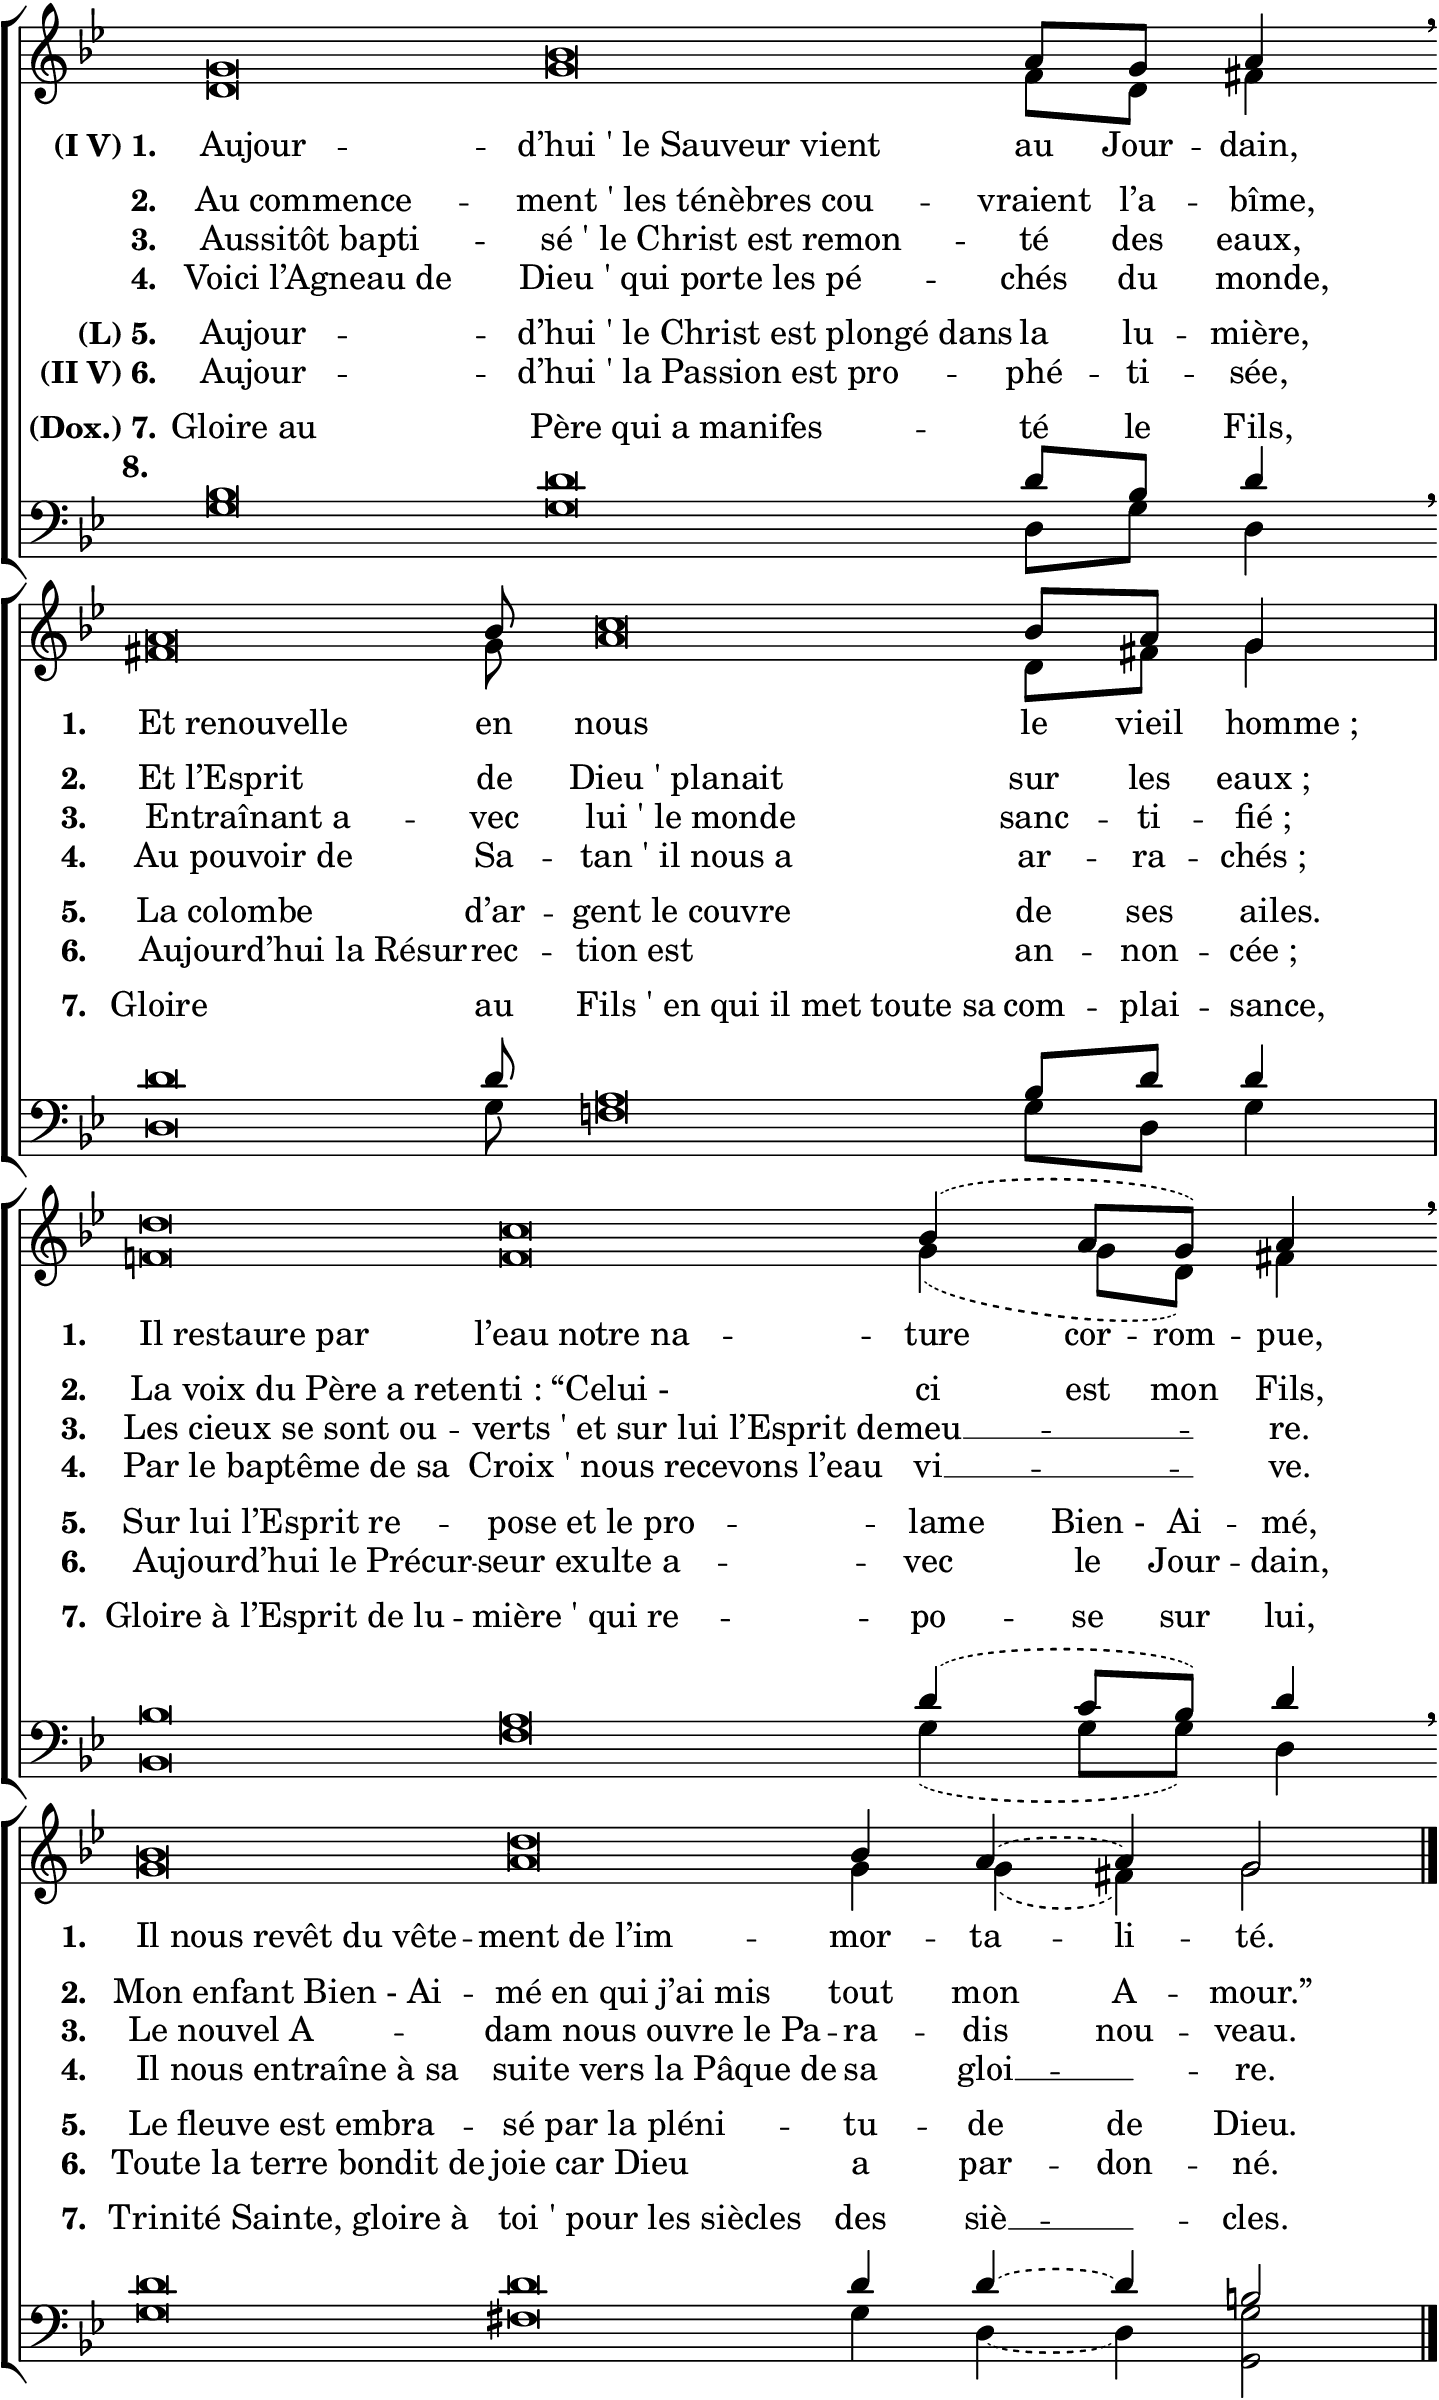 (I V) 1. Aujour -- d’hui ' le Sauveur vient au Jour -- dain,
2. Au commence -- ment ' les ténèbres cou -- vraient l’a -- bîme,
3. Aussitôt bapti -- sé ' le Christ est remon -- té des eaux,
4. Voici l’Agneau de Dieu ' qui porte les pé -- chés du monde,
(L) 5. Aujour -- d’hui ' le Christ est plongé dans la lu -- mière,
(II V) 6. Aujour -- d’hui ' la Passion est pro -- phé -- ti -- sée,
(Dox.) 7. Gloire au Père qui a manifes -- té le Fils,
8.
1. Et renouvelle en nous le vieil homme ;
2. Et l’Esprit de Dieu ' planait sur les eaux ;
3. Entraînant a -- vec lui ' le monde sanc -- ti -- fié ;
4. Au pouvoir de Sa -- tan ' il nous a ar -- ra -- chés ;
5. La colombe d’ar -- gent le couvre de ses ailes.
6. Aujourd’hui la Résur -- rec -- tion est an -- non -- cée ;
7. Gloire au Fils ' en qui il met toute sa com -- plai -- sance,
1. Il restaure par l’eau notre na -- ture cor -- rom -- pue,
2. La voix du Père a retenti : “Celui - ci est mon Fils,
3. Les cieux se sont ou -- verts ' et sur lui l’Esprit demeu __ -- re.
4. Par le baptême de sa Croix ' nous recevons l’eau vi __ -- ve.
5. Sur lui l’Esprit re -- pose et le pro -- lame Bien - Ai -- mé,
6. Aujourd’hui le Précur -- seur exulte a -- vec le Jour -- dain,
7. Gloire à l’Esprit de lu -- mière ' qui re -- po -- se sur lui,
1. Il nous revêt du vête -- ment de l’im -- mor -- ta -- li -- té.
2. Mon enfant Bien - Ai -- mé en qui j’ai mis tout mon A -- mour.”
3. Le nouvel A -- dam nous ouvre le Pa -- ra -- dis nou -- veau.
4. Il nous entraîne à sa suite vers la Pâque de sa gloi __ -- re.
5. Le fleuve est embra -- sé par la pléni -- tu -- de de Dieu.
6. Toute la terre bondit de joie car Dieu a par -- don -- né.
7. Trinité Sainte, gloire à toi ' pour les siècles des siè __ -- cles.